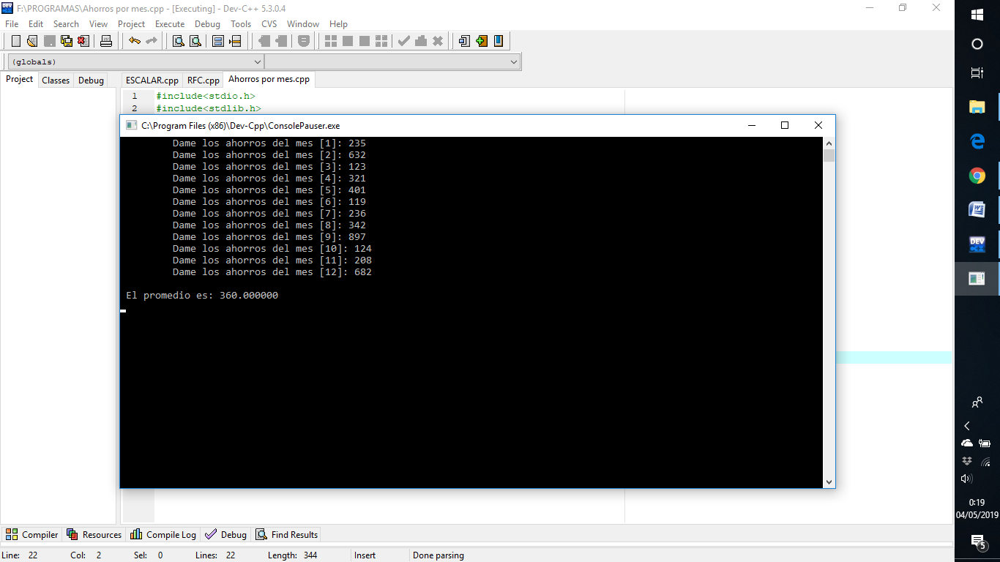 F:\PROGRAMAS\Ahorros por mes.cpp - [Executing] - Dev-C++ 5.3.0.4
File Edit Search View Project Execute Debug Tools CVS Window Help
(globals)
Project Classes Debug ESCALAR.cpp RFC.cpp Ahorros por mes.cpp
1 #include<stdio.h>
2 #include<stdlib.h>
C:\Program Files (x86)\Dev-Cpp\ConsolePauser.exe
Dame los ahorros del mes [1]: 235
Dame los ahorros del mes [2]: 632
Dame los ahorros del mes [3]: 123
Dame los ahorros del mes [4]: 321
Dame los ahorros del mes [5]: 401
Dame los ahorros del mes [6]: 119
Dame los ahorros del mes [7]: 236
Dame los ahorros del mes [8]: 342
Dame los ahorros del mes [9]: 897
Dame los ahorros del mes [10]: 124
Dame los ahorros del mes [11]: 208
Dame los ahorros del mes [12]: 682
El promedio es: 360.000000
Compiler Resources Compile Log Debug Find Results
Line: 22 Col: 2 Sel: 0 Lines: 22 Length: 344 Insert Done parsing
DEV
0:19
04/05/2019
5